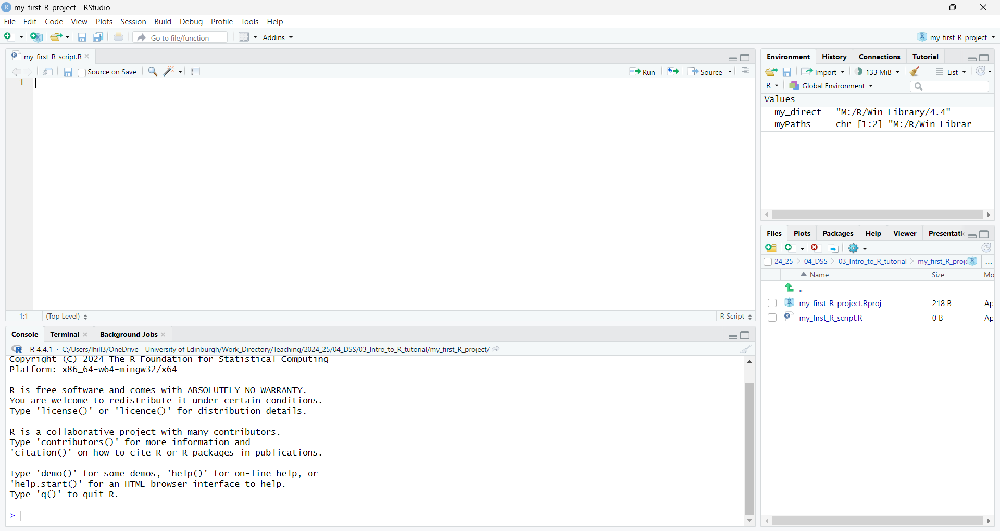 my_first_R_project - RStudio
File Edit Code View Plots Session Build Debug Profile Tools Help
Go to file/function Addins my_first_R_project
my_first_R_script.R
Source on Save Run Source
1
1:1 (Top Level) R Script
Console Terminal Background Jobs
R 4.4.1 · C:/Users/lhill3/OneDrive - University of Edinburgh/Work_Directory/Teaching/2024_25/04_DSS/03_Intro_to_R_tutorial/my_first_R_project/
Copyright (C) 2024 The R Foundation for Statistical Computing
Platform: x86_64-w64-mingw32/x64
R is free software and comes with ABSOLUTELY NO WARRANTY.
You are welcome to redistribute it under certain conditions.
Type 'license()' or 'licence()' for distribution details.
R is a collaborative project with many contributors.
Type 'contributors()' for more information and
'citation()' on how to cite R or R packages in publications.
Type 'demo()' for some demos, 'help()' for on-line help, or
'help.start()' for an HTML browser interface to help.
Type 'q()' to quit R.
>
Environment History Connections Tutorial
Import 133 MiB List
R Global Environment
Values
my_direct… "M:/R/Win-Library/4.4"
myPaths chr [1:2] "M:/R/Win-Librar…
Files Plots Packages Help Viewer Presentati
24_25 > 04_DSS > 03_Intro_to_R_tutorial > my_first_R_proje ...
Name Size Mo
..
my_first_R_project.Rproj 218 B Ap
my_first_R_script.R 0 B Ap